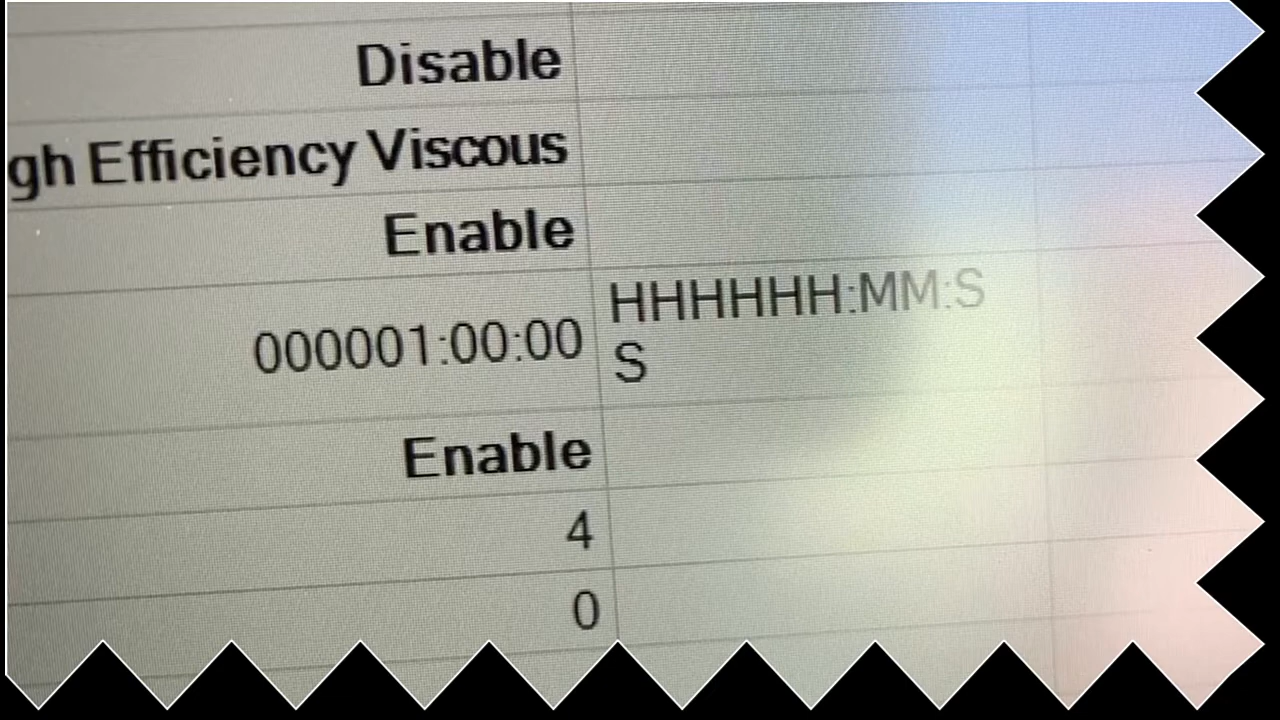 Disable
gh Efficiency Viscous
Enable
000001:00:00 HHHHHH:MM:S
S
Enable
4
0